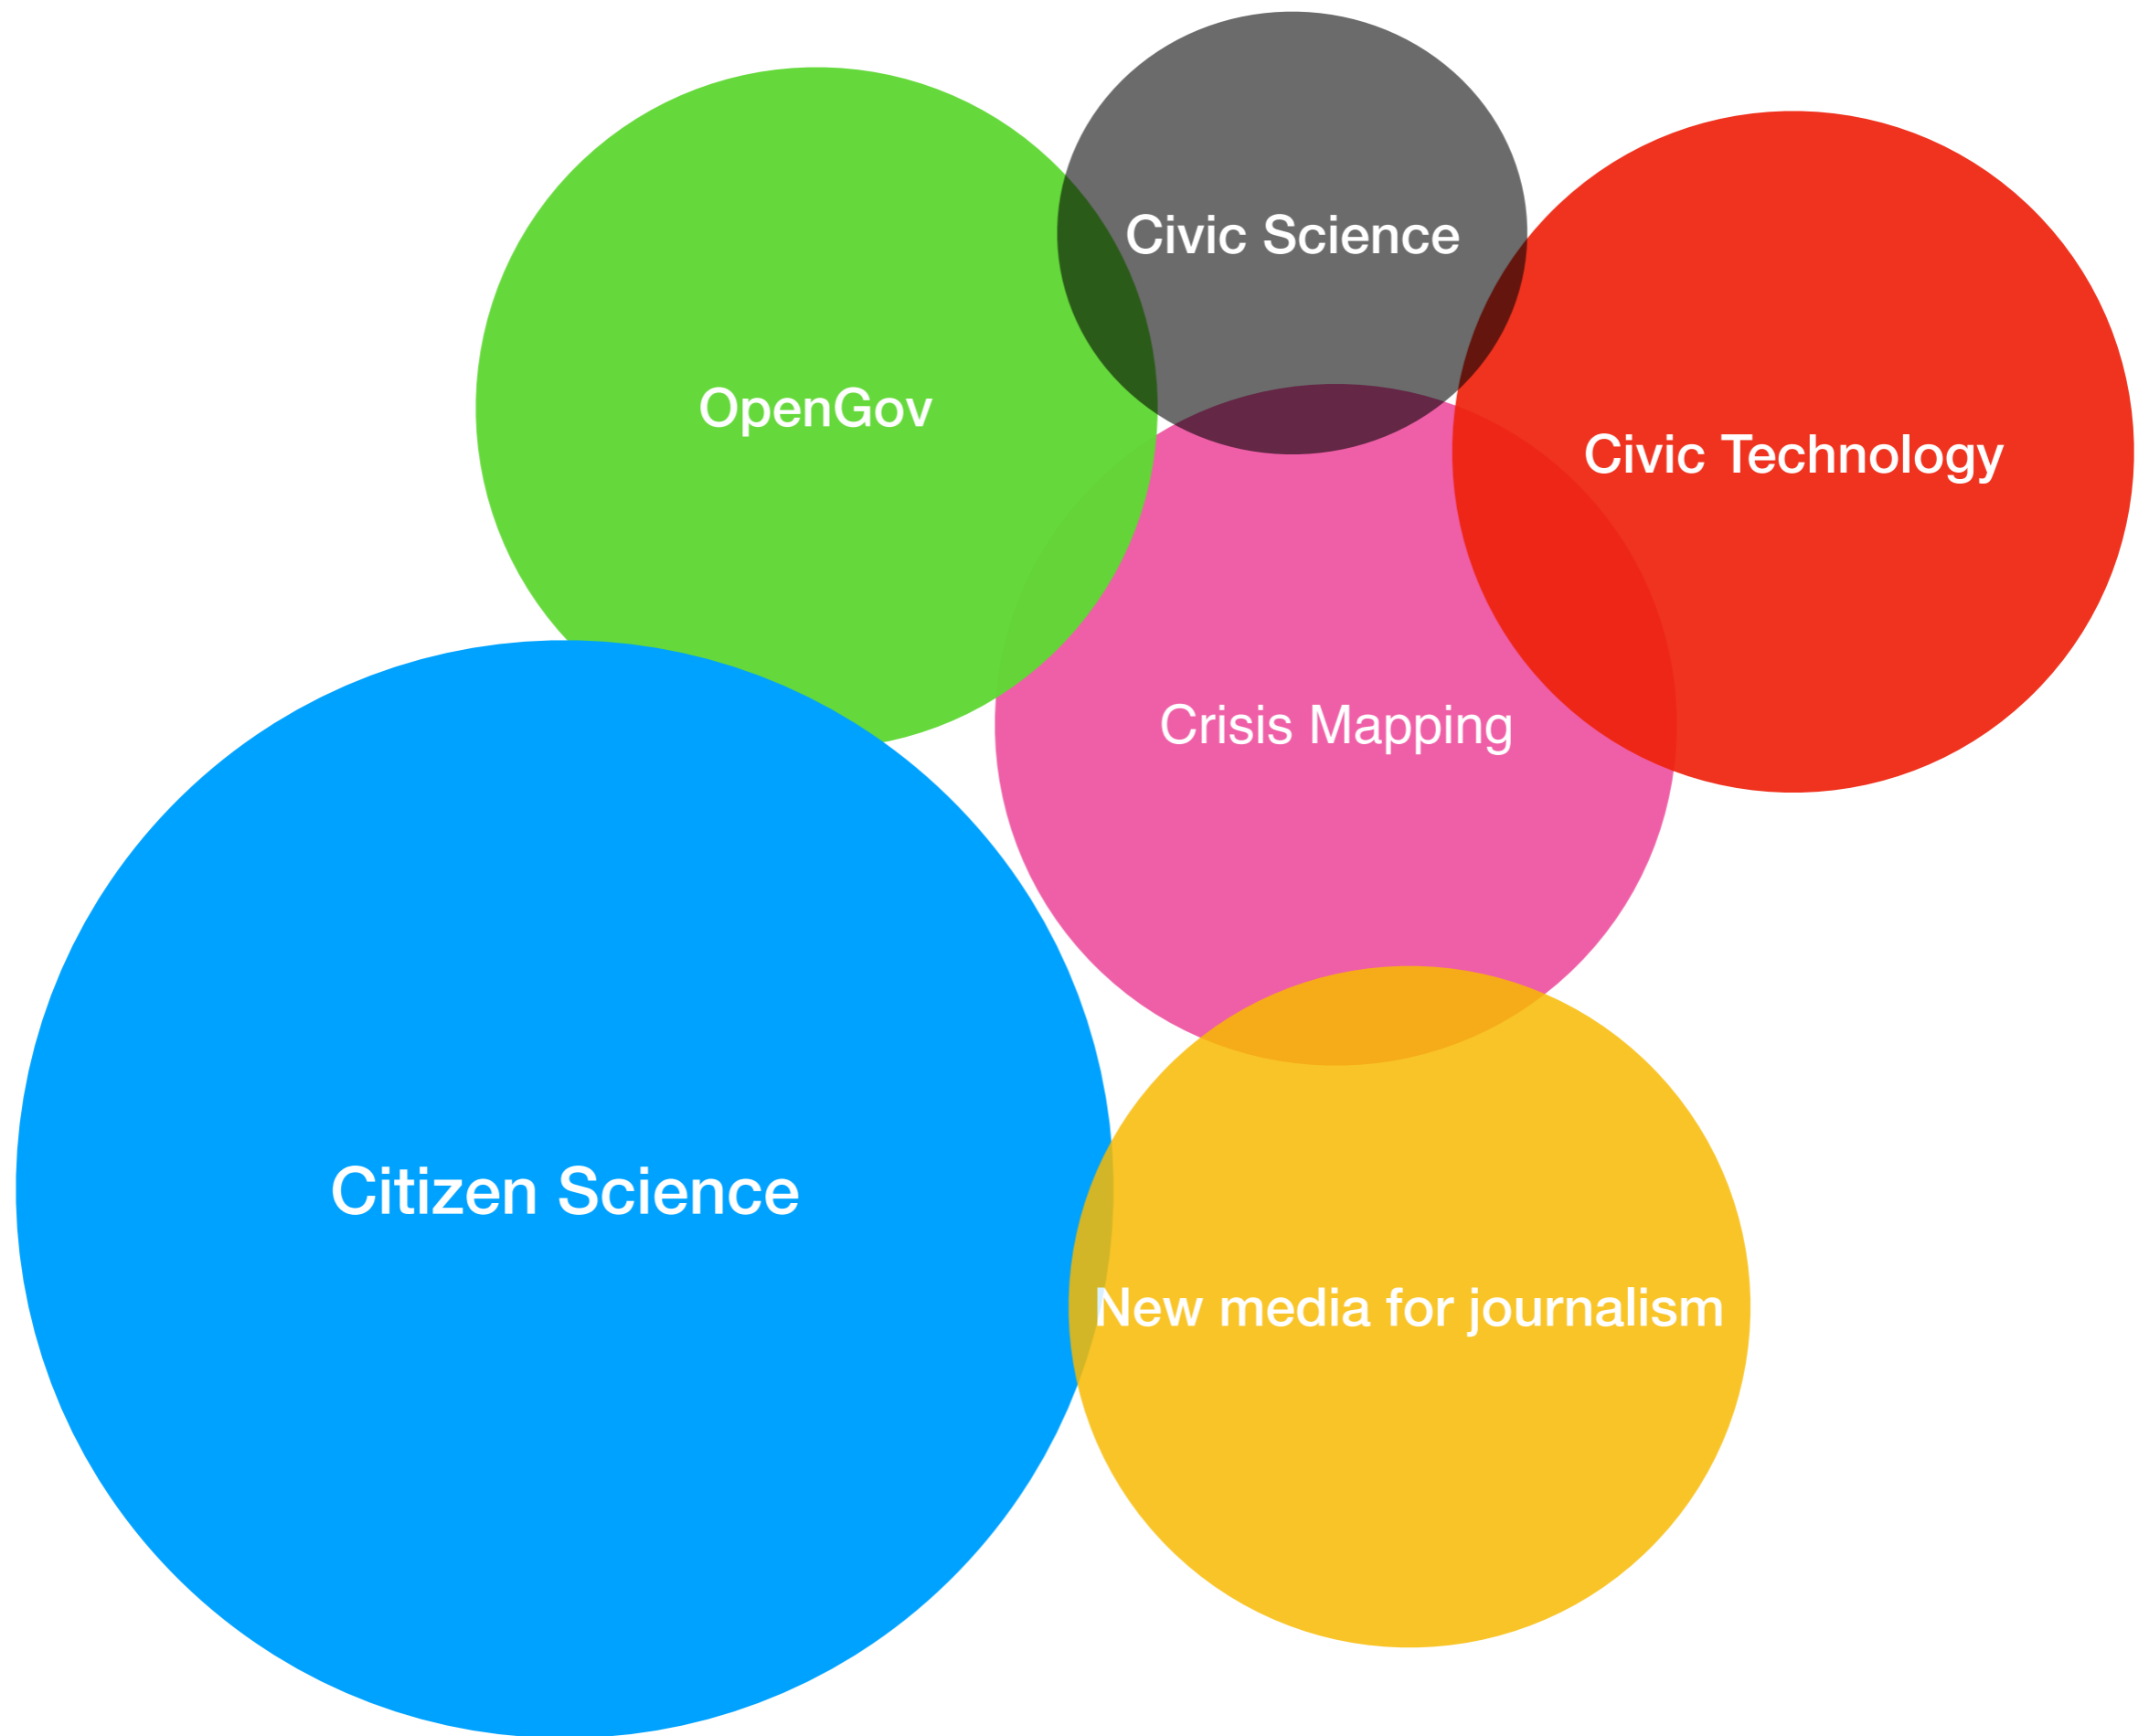 Civic Science
OpenGov
Civic Technology
Crisis Mapping
Citizen Science
New media for journalism